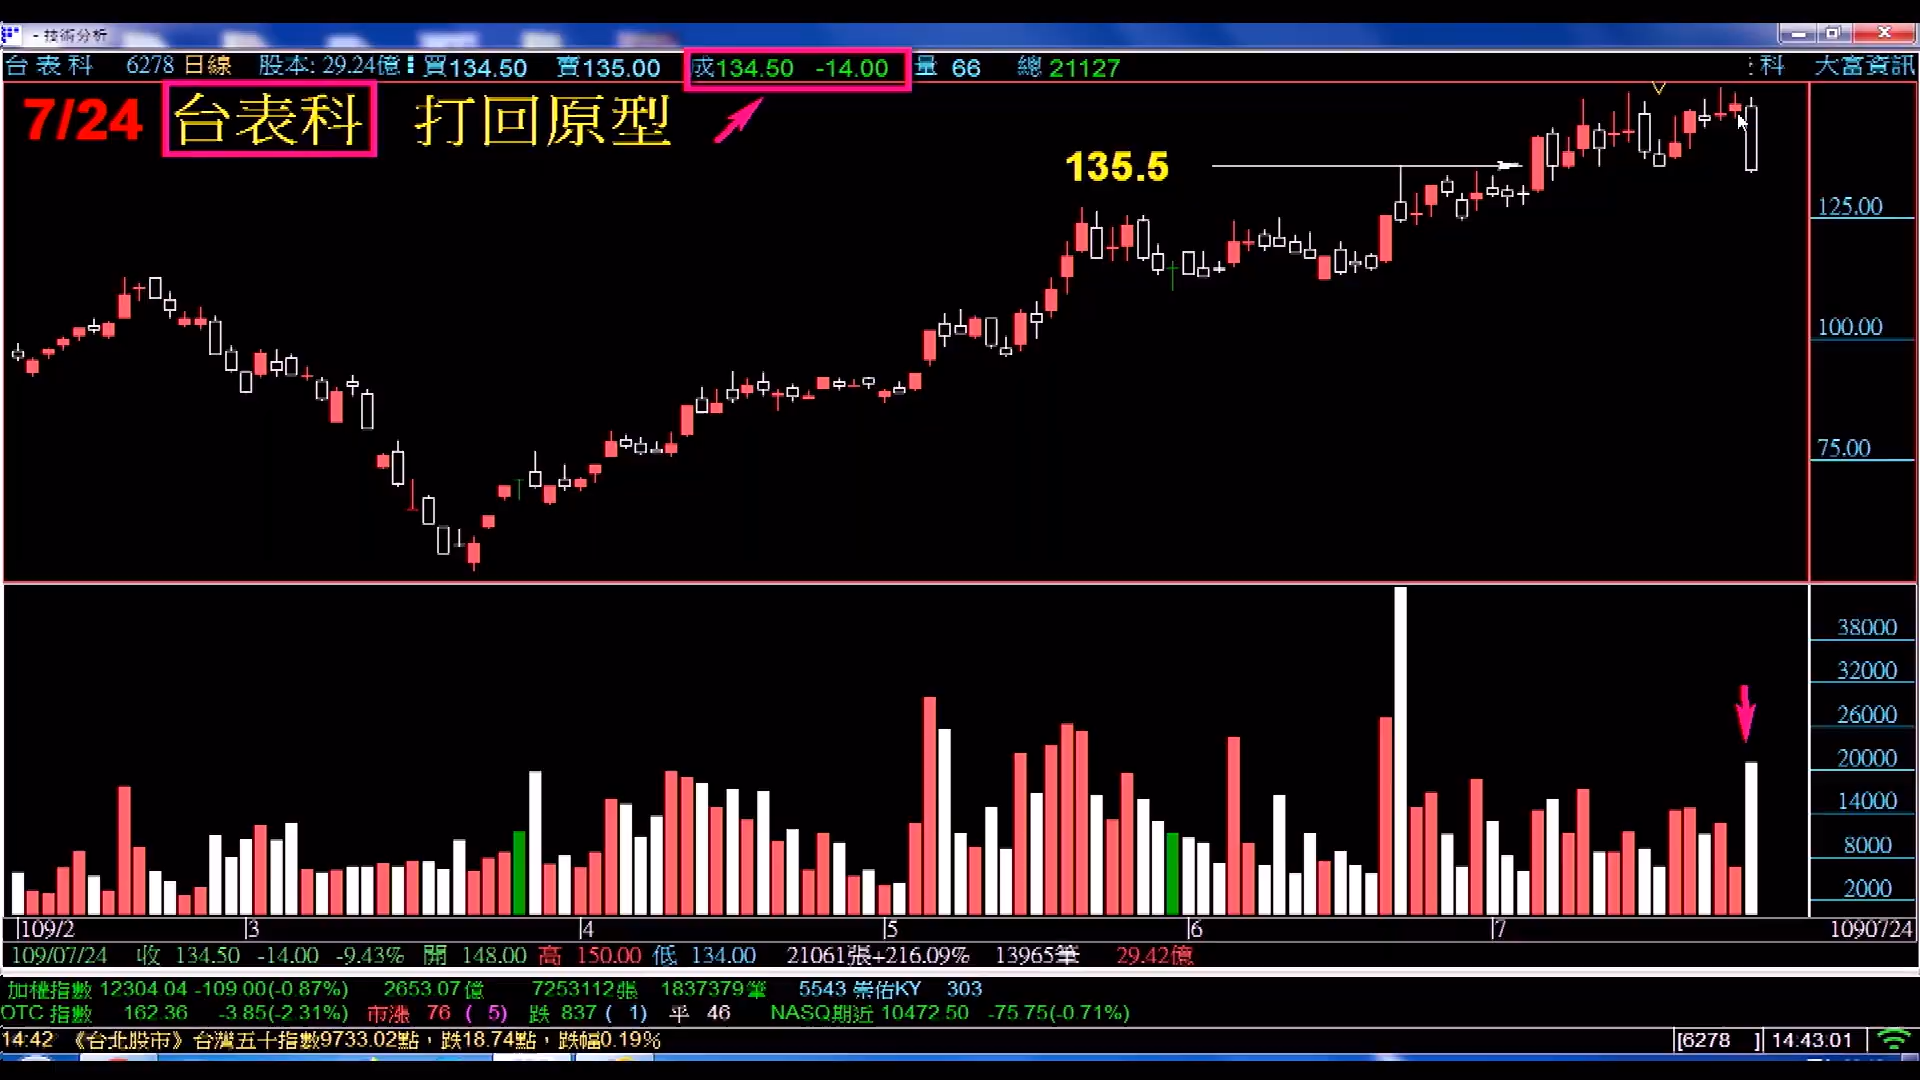 - 技術分析
台表科 6278 日線 股本: 29.24億 買134.50 賣135.00 成134.50 -14.00 量 66 總 21127 科 大富資訊
7/24 台表科 打回原型
135.5
125.00
100.00
75.00
38000
32000
26000
20000
14000
8000
2000
109/2 3 4 5 6 7 1090724
109/07/24 收 134.50 -14.00 -9.43% 開 148.00 高 150.00 低 134.00 21061張+216.09% 13965筆 29.42億
加權指數 12304.04 -109.00(-0.87%) 2653.07億 7253112張 1837379筆 5543 崇佑KY 303
OTC 指數 162.36 -3.85(-2.31%) 市漲 76 ( 5) 跌 837 ( 1) 平 46 NASQ期近 10472.50 -75.75(-0.71%)
14:42 《台北股市》台灣五十指數9733.02點，跌18.74點，跌幅0.19% [6278 ] 14:43:01